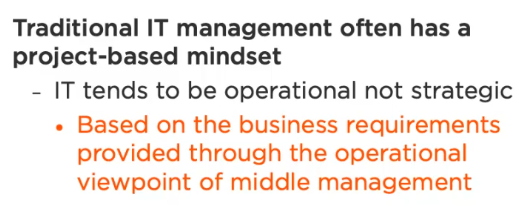 Traditional IT management often has a
project-based mindset
- IT tends to be operational not strategic
• Based on the business requirements
provided through the operational
viewpoint of middle management